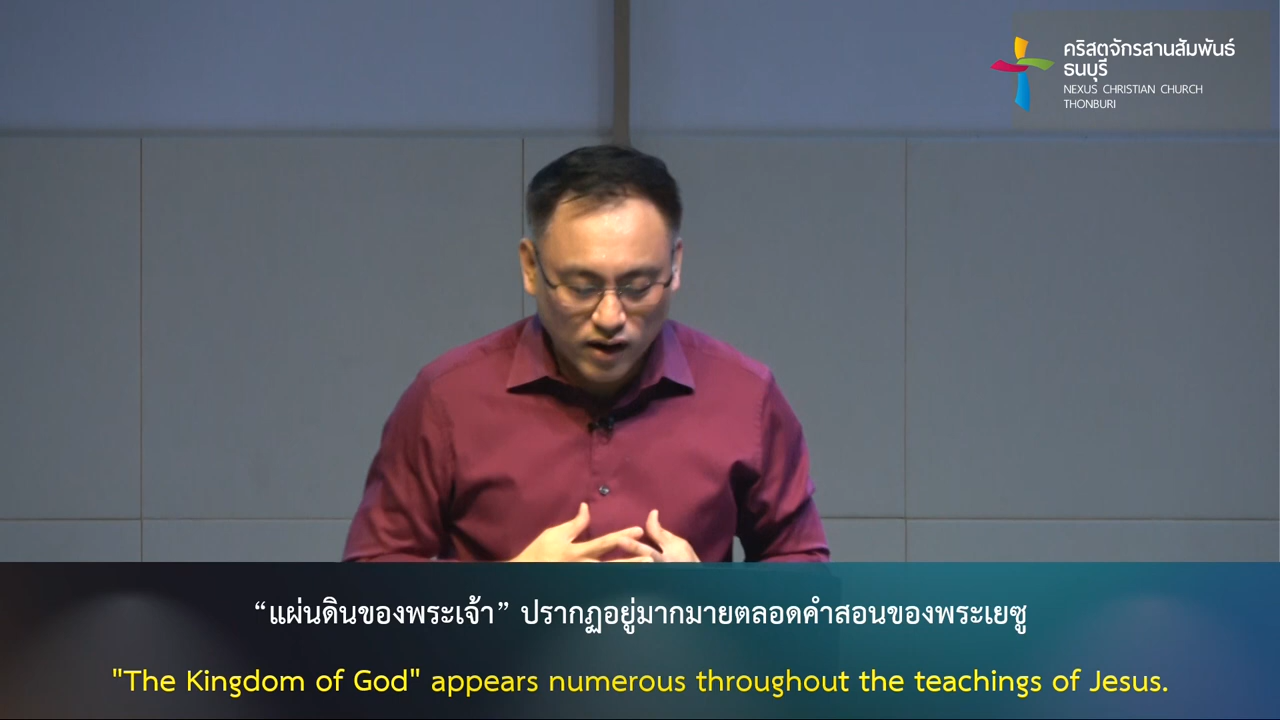 คริสตจักรสานสัมพันธ์
ธนบุรี
NEXUS CHRISTIAN CHURCH
THONBURI
“แผ่นดินของพระเจ้า” ปรากฏอยู่มากมายตลอดคำสอนของพระเยซู
"The Kingdom of God" appears numerous throughout the teachings of Jesus.